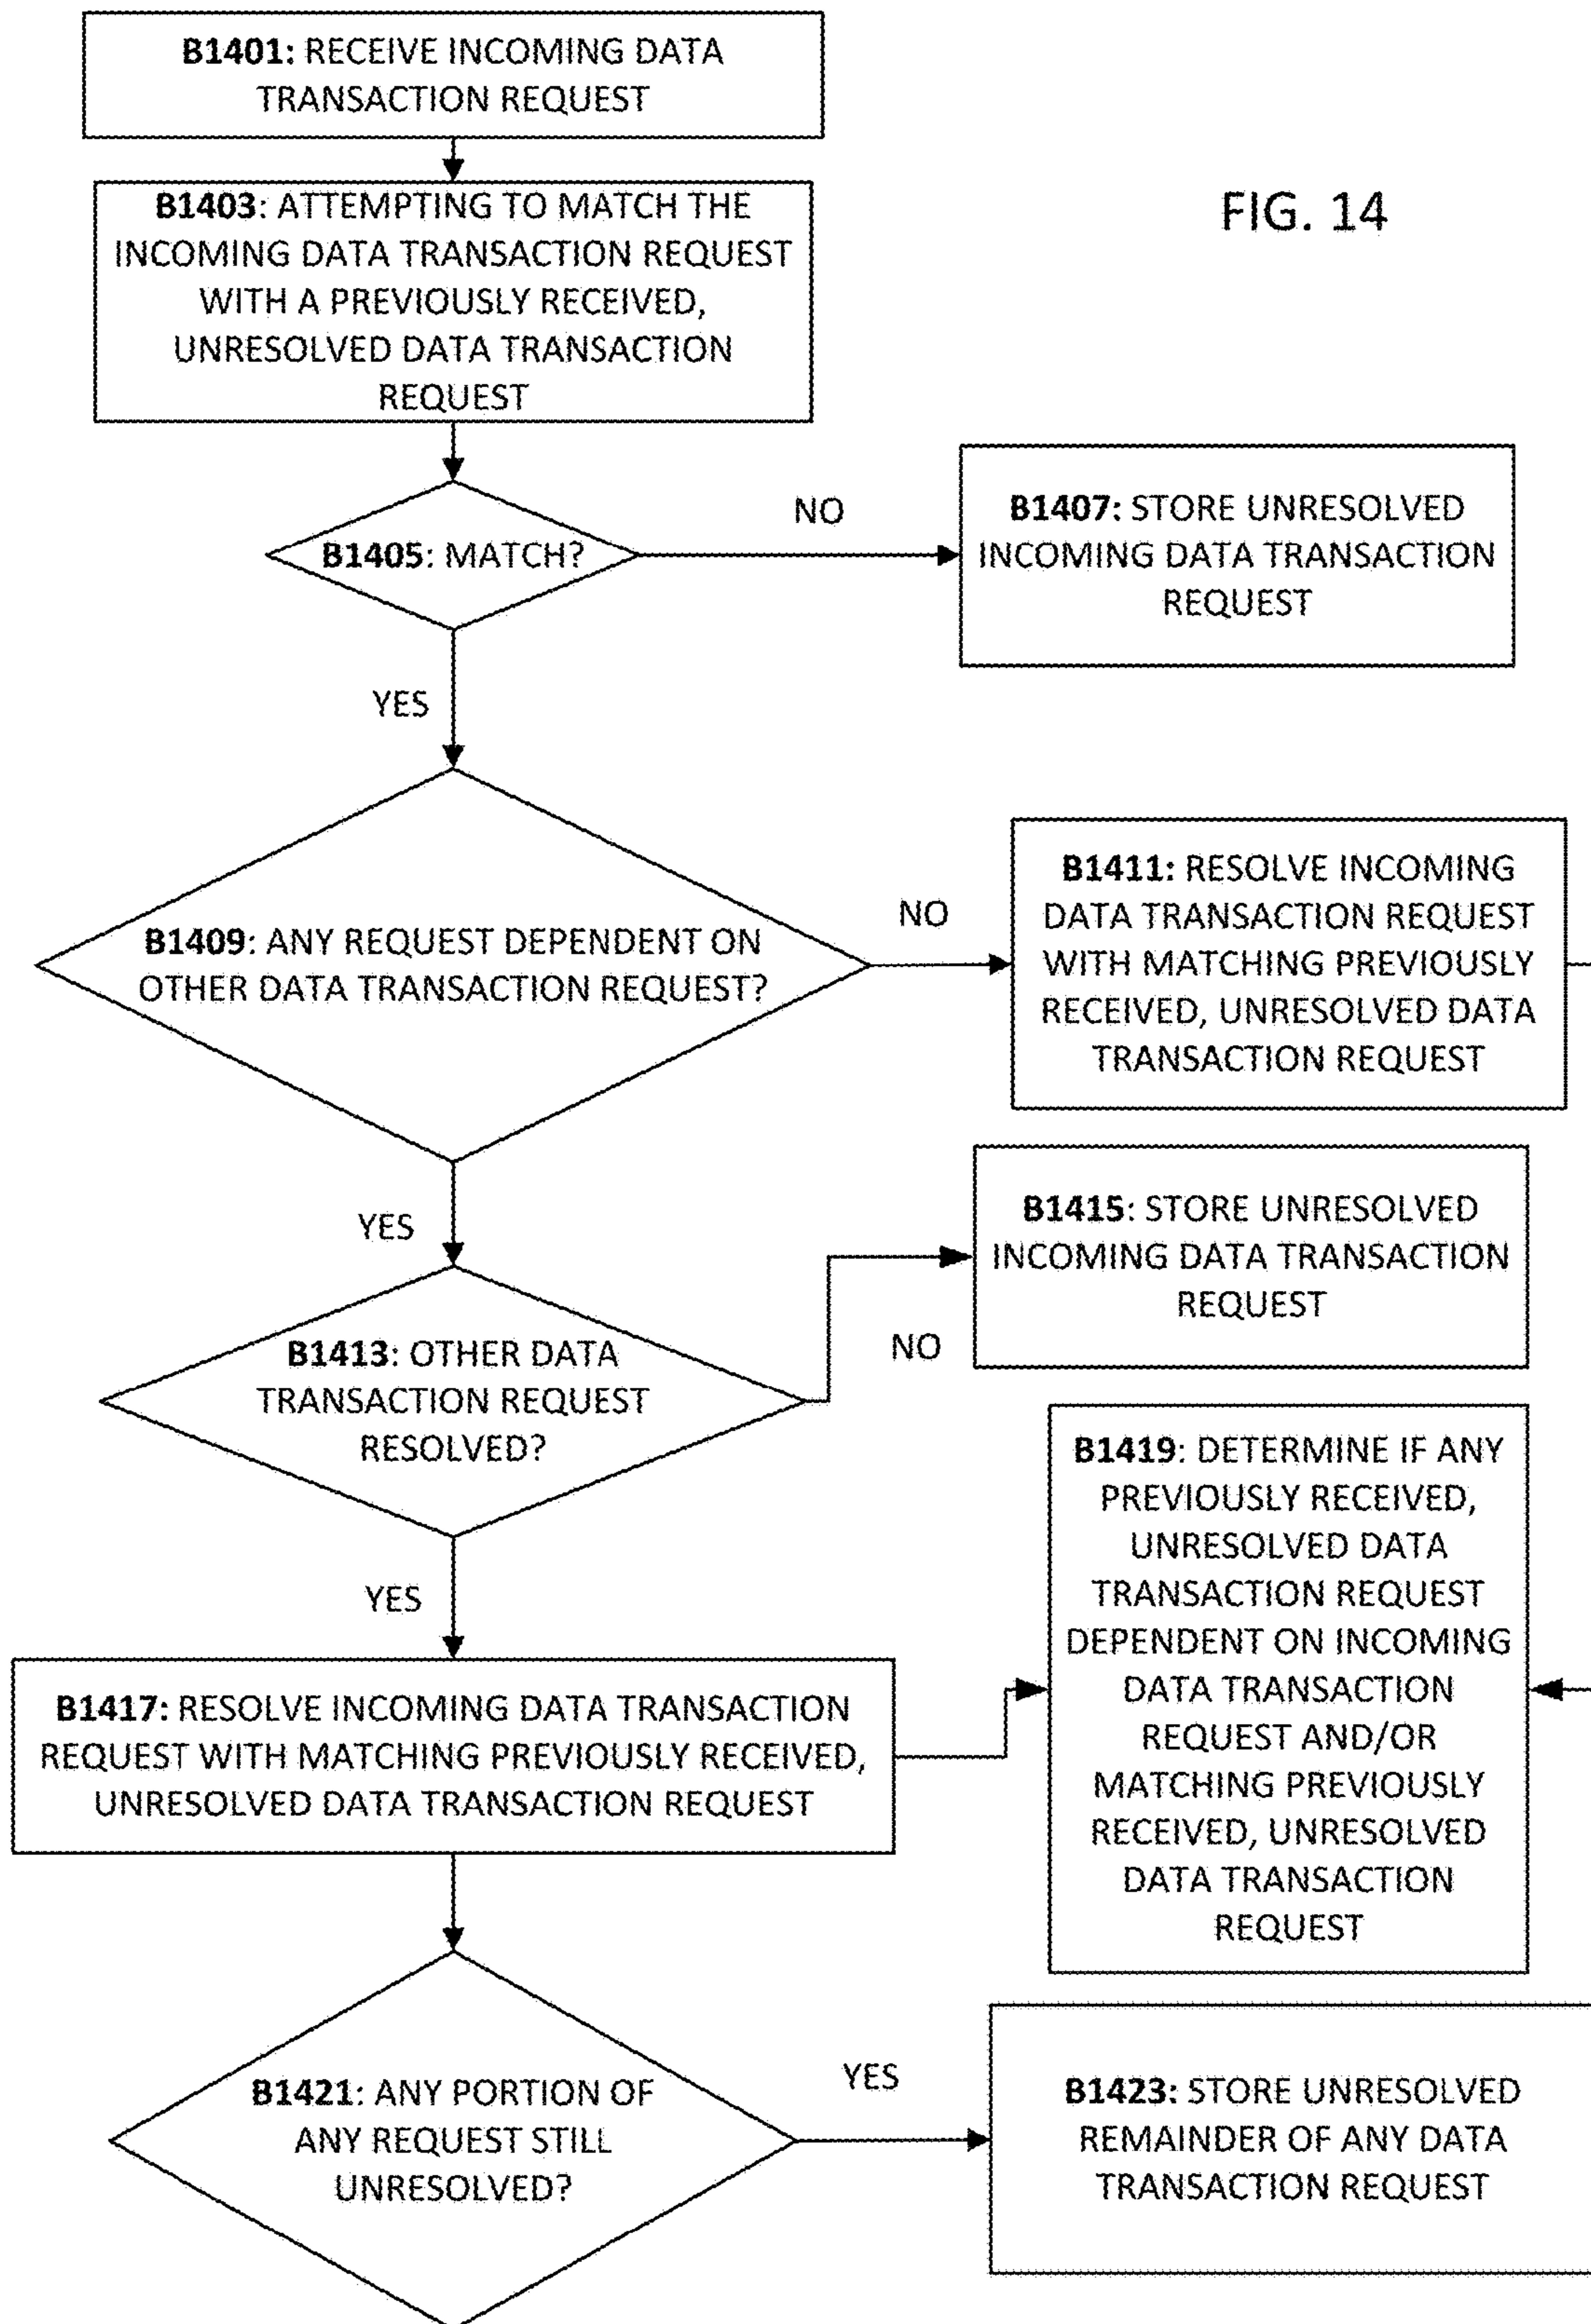 B1401: RECEIVE INCOMING DATA
TRANSACTION REQUEST
B1403: ATTEMPTING TO MATCH THE
INCOMING DATA TRANSACTION REQUEST
WITH A PREVIOUSLY RECEIVED,
UNRESOLVED DATA TRANSACTION
REQUEST
FIG. 14
B1405: MATCH?
NO
B1407: STORE UNRESOLVED
INCOMING DATA TRANSACTION
REQUEST
YES
B1409: ANY REQUEST DEPENDENT ON
OTHER DATA TRANSACTION REQUEST?
NO
B1411: RESOLVE INCOMING
DATA TRANSACTION REQUEST
WITH MATCHING PREVIOUSLY
RECEIVED, UNRESOLVED DATA
TRANSACTION REQUEST
YES
B1413: OTHER DATA
TRANSACTION REQUEST
RESOLVED?
NO
B1415: STORE UNRESOLVED
INCOMING DATA TRANSACTION
REQUEST
YES
B1417: RESOLVE INCOMING DATA TRANSACTION
REQUEST WITH MATCHING PREVIOUSLY RECEIVED,
UNRESOLVED DATA TRANSACTION REQUEST
B1419: DETERMINE IF ANY
PREVIOUSLY RECEIVED,
UNRESOLVED DATA
TRANSACTION REQUEST
DEPENDENT ON INCOMING
DATA TRANSACTION
REQUEST AND/OR
MATCHING PREVIOUSLY
RECEIVED, UNRESOLVED
DATA TRANSACTION
REQUEST
B1421: ANY PORTION OF
ANY REQUEST STILL
UNRESOLVED?
YES
B1423: STORE UNRESOLVED
REMAINDER OF ANY DATA
TRANSACTION REQUEST